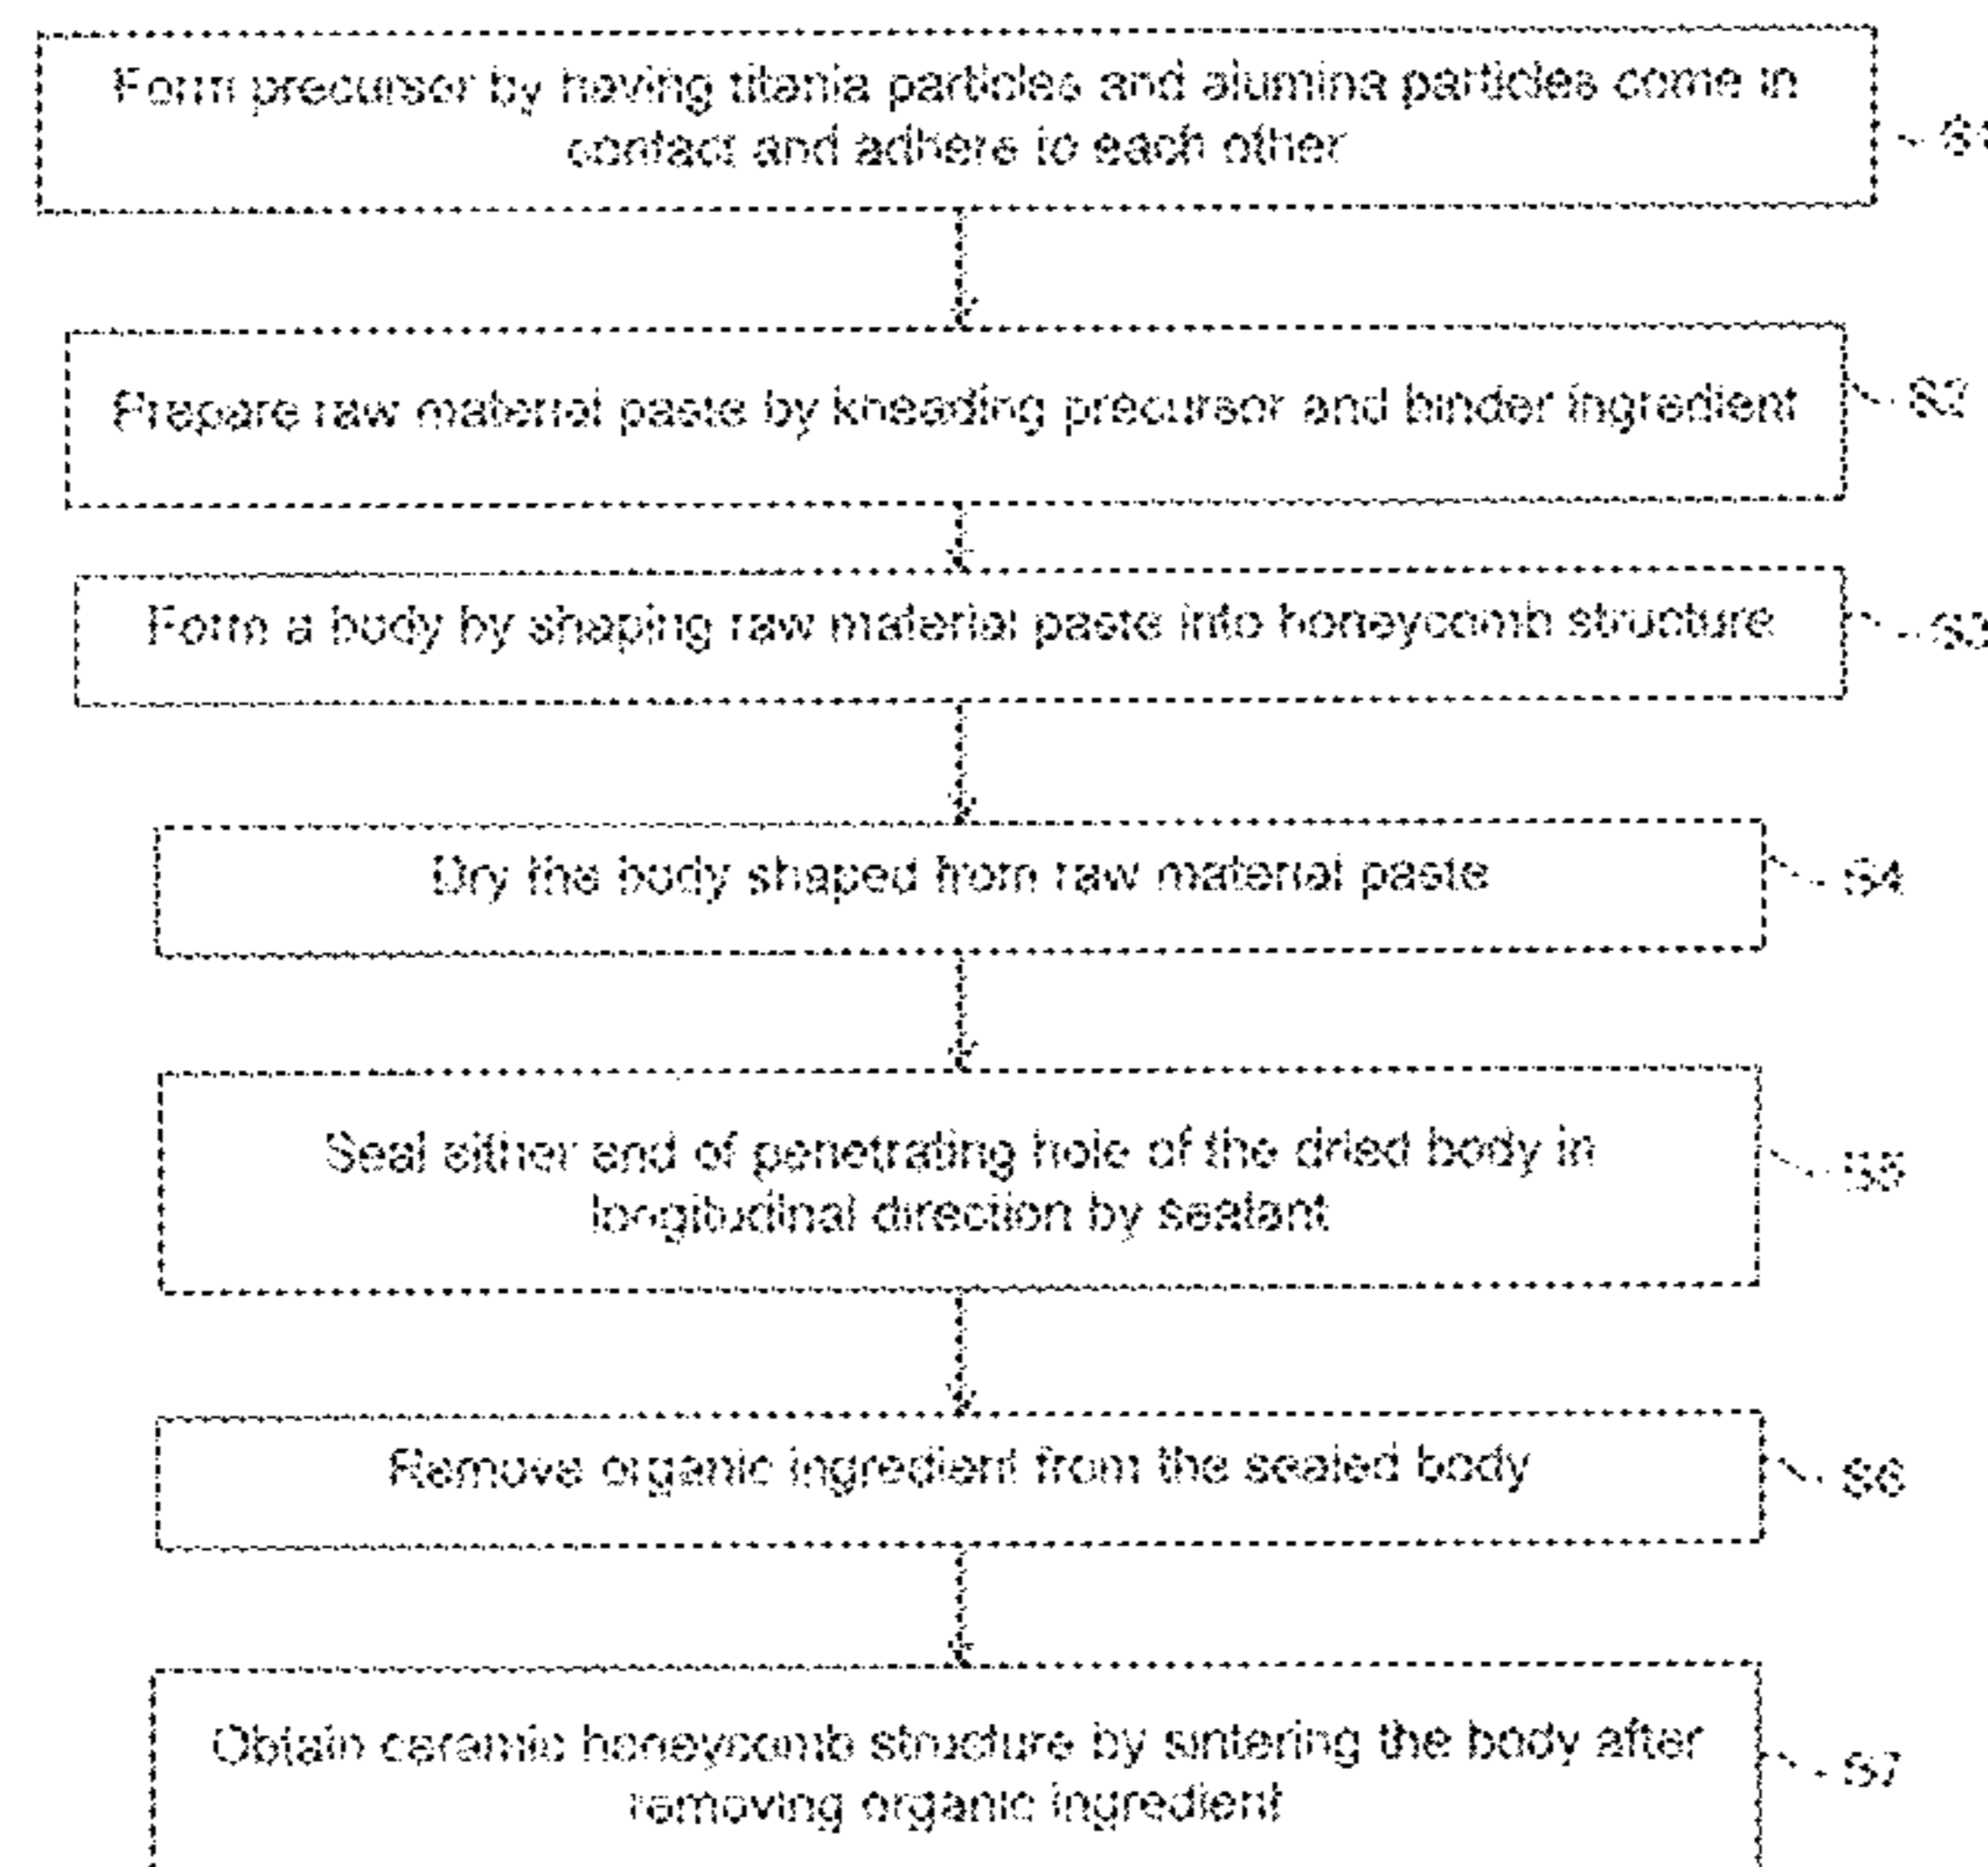 Form precursor by having titania particles and alumina particles come in
contact and adhere to each other
S1
Prepare raw material paste by kneading precursor and binder ingredient
S2
Form a body by shaping raw material paste into honeycomb structure
S3
Dry the body shaped from raw material paste
S4
Seal either end of penetrating hole of the dried body in
longitudinal direction by sealant
S5
Remove organic ingredient from the sealed body
S6
Obtain ceramic honeycomb structure by sintering the body after
removing organic ingredient
S7